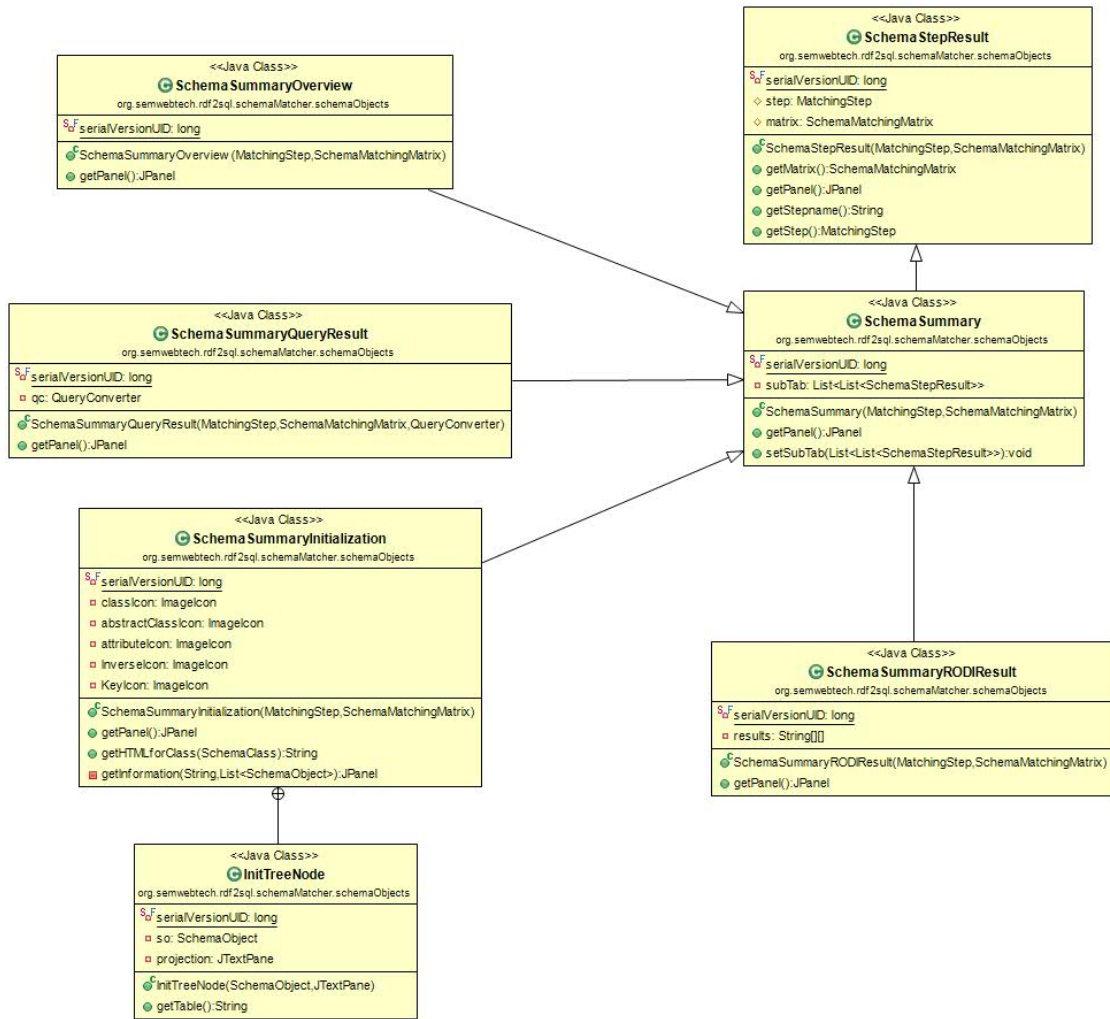 <<Java Class>>
SchemaStepResult
org.semwebtech.rdf2sql.schemaMatcher.schemaObjects
serialVersionUID: long
step: MatchingStep
matrix: SchemaMatchingMatrix
SchemaStepResult(MatchingStep,SchemaMatchingMatrix)
getMatrix():SchemaMatchingMatrix
getPanel():JPanel
getStepname():String
getStep():MatchingStep
<<Java Class>>
SchemaSummaryOverview
org.semwebtech.rdf2sql.schemaMatcher.schemaObjects
serialVersionUID: long
SchemaSummaryOverview(MatchingStep,SchemaMatchingMatrix)
getPanel():JPanel
<<Java Class>>
SchemaSummary
org.semwebtech.rdf2sql.schemaMatcher.schemaObjects
serialVersionUID: long
subTab: List<List<SchemaStepResult>>
SchemaSummary(MatchingStep,SchemaMatchingMatrix)
getPanel():JPanel
setSubTab(List<List<SchemaStepResult>>):void
<<Java Class>>
SchemaSummaryQueryResult
org.semwebtech.rdf2sql.schemaMatcher.schemaObjects
serialVersionUID: long
qc: QueryConverter
SchemaSummaryQueryResult(MatchingStep,SchemaMatchingMatrix,QueryConverter)
getPanel():JPanel
<<Java Class>>
SchemaSummaryInitialization
org.semwebtech.rdf2sql.schemaMatcher.schemaObjects
serialVersionUID: long
classIcon: ImageIcon
abstractClassIcon: ImageIcon
attributeIcon: ImageIcon
InverseIcon: ImageIcon
KeyIcon: ImageIcon
SchemaSummaryInitialization(MatchingStep,SchemaMatchingMatrix)
getPanel():JPanel
getHTMLforClass(SchemaClass):String
getInformation(String,List<SchemaObject>):JPanel
<<Java Class>>
SchemaSummaryRODIResult
org.semwebtech.rdf2sql.schemaMatcher.schemaObjects
serialVersionUID: long
results: String[][]
SchemaSummaryRODIResult(MatchingStep,SchemaMatchingMatrix)
getPanel():JPanel
<<Java Class>>
InitTreeNode
org.semwebtech.rdf2sql.schemaMatcher.schemaObjects
serialVersionUID: long
so: SchemaObject
projection: JTextPane
InitTreeNode(SchemaObject,JTextPane)
getTable():String